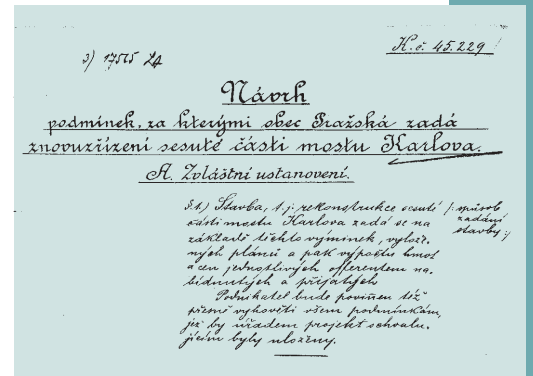 K. č. 45.229
3) 17515
Návrh
podmínek, za kterými obec Pražská zadá
znovuzřízení sesuté části mostu Karlova.
A. Zvláštní ustanovení.
§ 1.) Stavba, t. j. rekonstrukce sesuté
části mostu Karlova zadá se na
základě těchto výminek, vylože-
ných plánů a pak výpočtu hmot
a cen jednotlivých offerentem na-
bídnutých a přijatých
Podnikatel bude povinen též
přesně vyhověti všem podmínkám,
jež by úřadem projekt schvalu-
jícím byly uloženy.
/: způsob
zadání
stavby :/